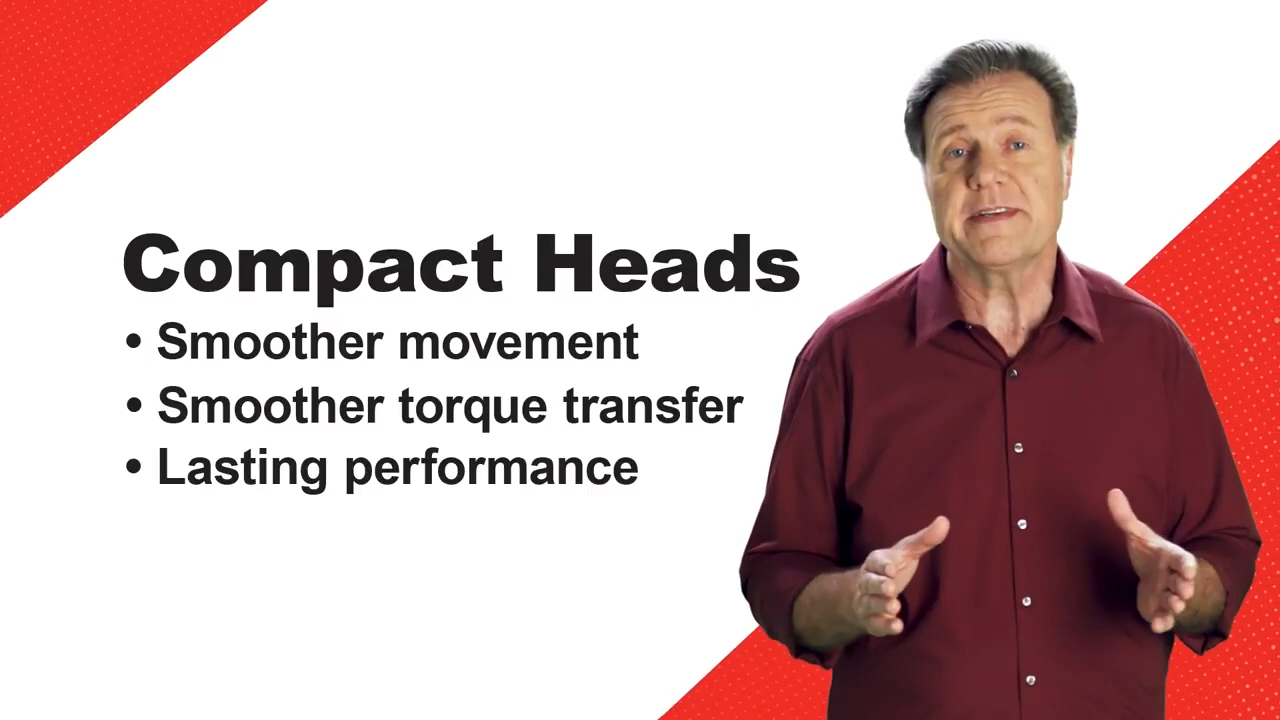 Compact Heads
• Smoother movement
• Smoother torque transfer
• Lasting performance